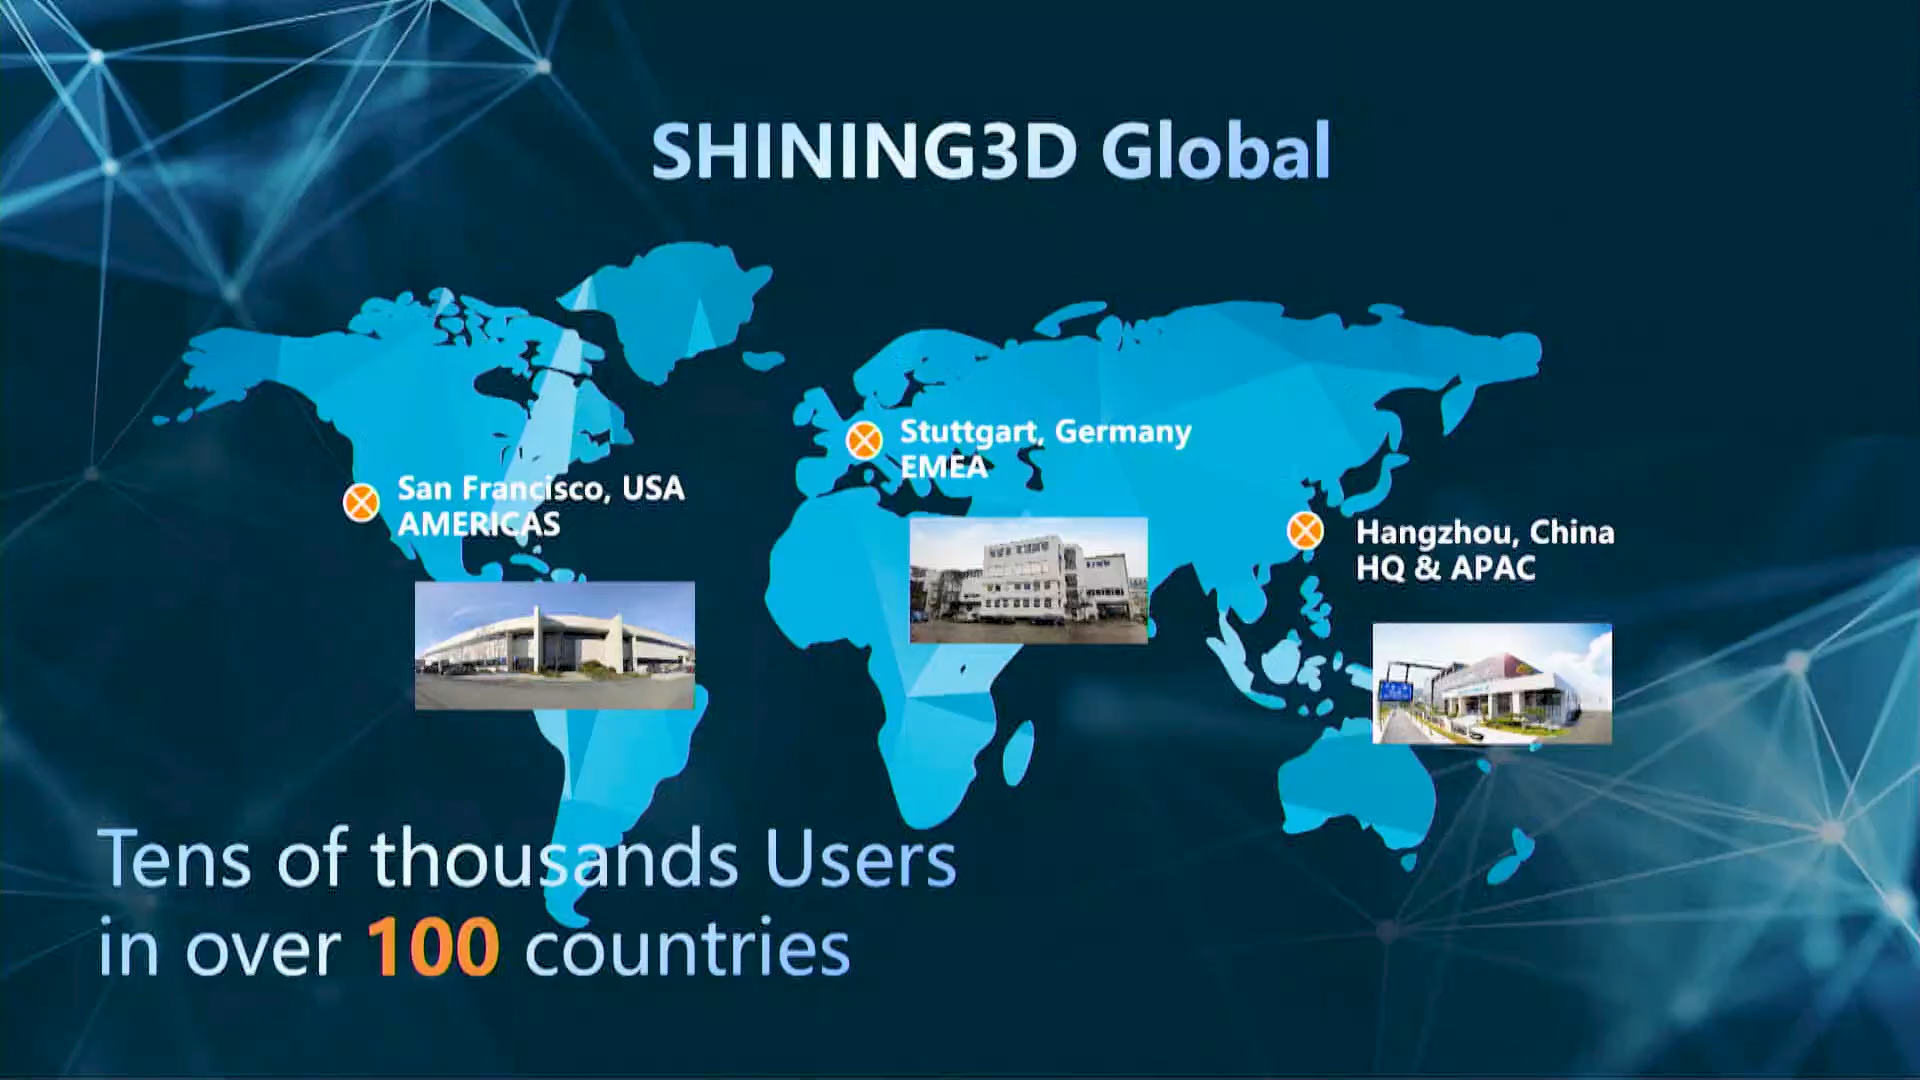 SHINING3D Global
Stuttgart, Germany
EMEA
San Francisco, USA
AMERICAS
Hangzhou, China
HQ & APAC
Tens of thousands Users
in over 100 countries